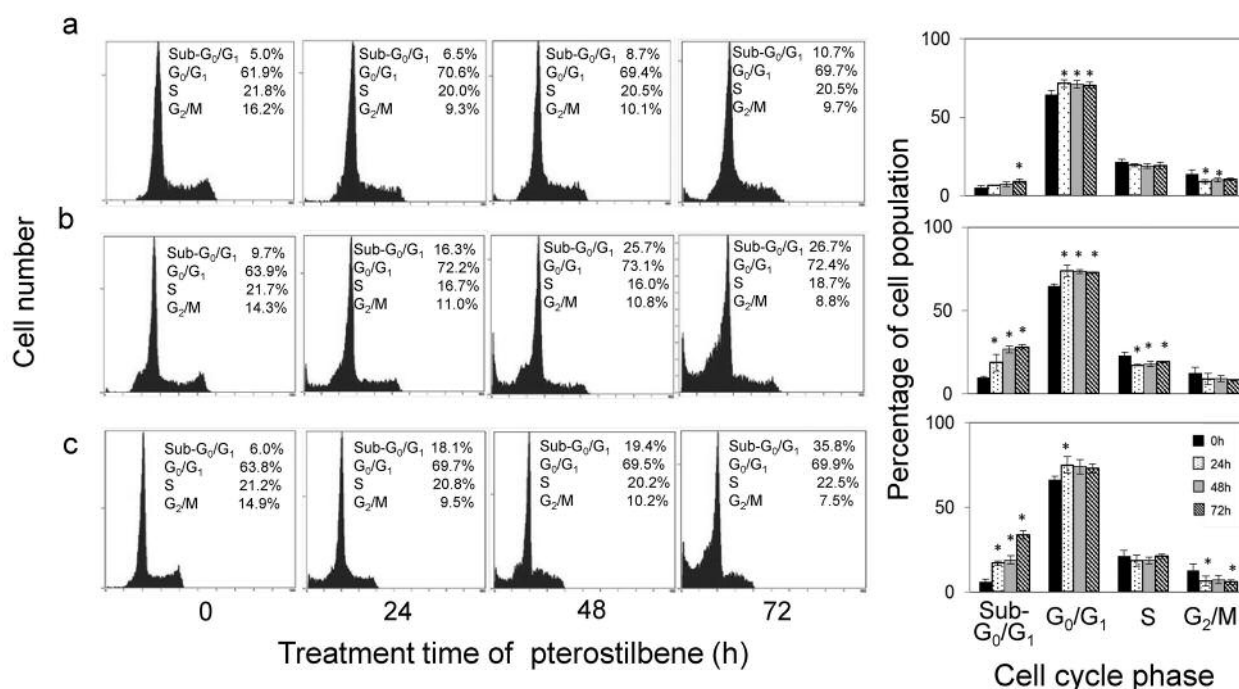 a
Sub-G₀/G₁ 5.0%
G₀/G₁ 61.9%
S 21.8%
G₂/M 16.2%
Sub-G₀/G₁ 6.5%
G₀/G₁ 70.6%
S 20.0%
G₂/M 9.3%
Sub-G₀/G₁ 8.7%
G₀/G₁ 69.4%
S 20.5%
G₂/M 10.1%
Sub-G₀/G₁ 10.7%
G₀/G₁ 69.7%
S 20.5%
G₂/M 9.7%
b
Sub-G₀/G₁ 9.7%
G₀/G₁ 63.9%
S 21.7%
G₂/M 14.3%
Sub-G₀/G₁ 16.3%
G₀/G₁ 72.2%
S 16.7%
G₂/M 11.0%
Sub-G₀/G₁ 25.7%
G₀/G₁ 73.1%
S 16.0%
G₂/M 10.8%
Sub-G₀/G₁ 26.7%
G₀/G₁ 72.4%
S 18.7%
G₂/M 8.8%
c
Sub-G₀/G₁ 6.0%
G₀/G₁ 63.8%
S 21.2%
G₂/M 14.9%
Sub-G₀/G₁ 18.1%
G₀/G₁ 69.7%
S 20.8%
G₂/M 9.5%
Sub-G₀/G₁ 19.4%
G₀/G₁ 69.5%
S 20.2%
G₂/M 10.2%
Sub-G₀/G₁ 35.8%
G₀/G₁ 69.9%
S 22.5%
G₂/M 7.5%
Cell number
0 24 48 72
Treatment time of pterostilbene (h)
Percentage of cell population
100
50
0
* * * * * *
100
50
0
* * * * * * * * *
100
50
0
* * * * * *
0h
24h
48h
72h
Sub-
G₀/G₁ G₀/G₁ S G₂/M
Cell cycle phase